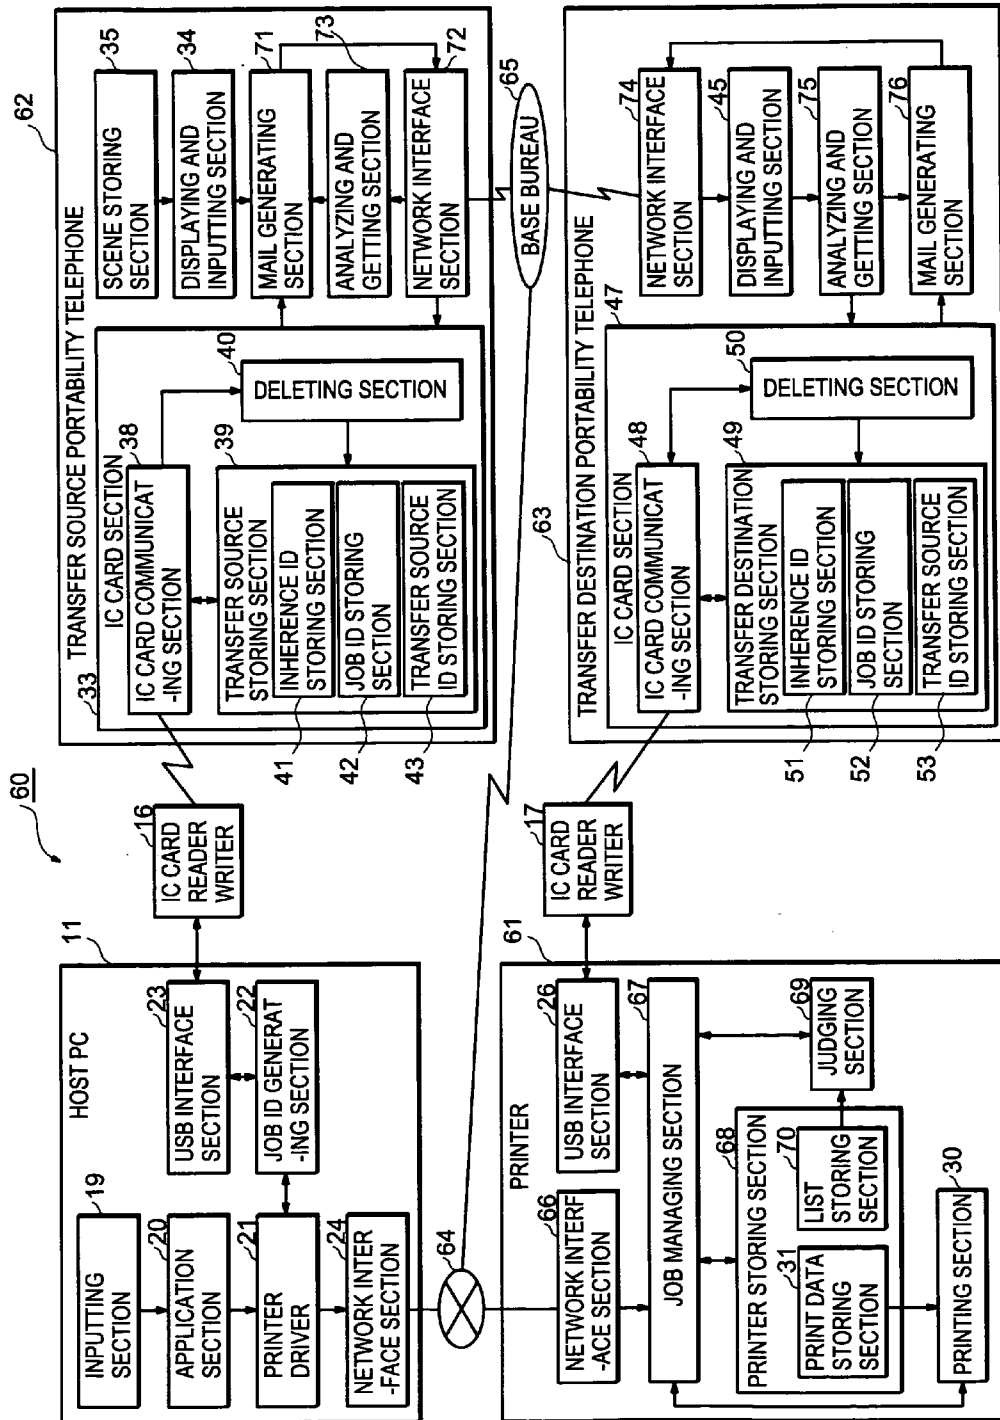 60
11
HOST PC
19
INPUTTING
SECTION
20
APPLICATION
SECTION
21
PRINTER
DRIVER
24
NETWORK INTER
-FACE SECTION
23
USB INTERFACE
SECTION
22
JOB ID GENERAT
-ING SECTION
16
IC CARD
READER
WRITER
64
62
TRANSFER SOURCE PORTABILITY TELEPHONE
33
IC CARD SECTION
38
IC CARD COMMUNICAT
-ING SECTION
40
DELETING SECTION
39
TRANSFER SOURCE
STORING SECTION
INHERENCE ID
STORING SECTION
JOB ID STORING
SECTION
TRANSFER SOURCE
ID STORING SECTION
41
42
43
35
SCENE STORING
SECTION
34
DISPLAYING AND
INPUTTING SECTION
71
MAIL GENERATING
SECTION
73
ANALYZING AND
GETTING SECTION
72
NETWORK INTERFACE
SECTION
65
BASE BUREAU
61
PRINTER
66
NETWORK INTERF
-ACE SECTION
26
USB INTERFACE
SECTION
67
JOB MANAGING SECTION
68
PRINTER STORING SECTION
31
PRINT DATA
STORING
SECTION
70
LIST
STORING
SECTION
69
JUDGING
SECTION
30
PRINTING SECTION
17
IC CARD
READER
WRITER
63
TRANSFER DESTINATION PORTABILITY TELEPHONE
47
IC CARD SECTION
48
IC CARD COMMUNICAT
-ING SECTION
50
DELETING SECTION
49
TRANSFER DESTINATION
STORING SECTION
INHERENCE ID
STORING SECTION
JOB ID STORING
SECTION
TRANSFER SOURCE
ID STORING SECTION
51
52
53
74
NETWORK INTERFACE
SECTION
45
DISPLAYING AND
INPUTTING SECTION
75
ANALYZING AND
GETTING SECTION
76
MAIL GENERATING
SECTION